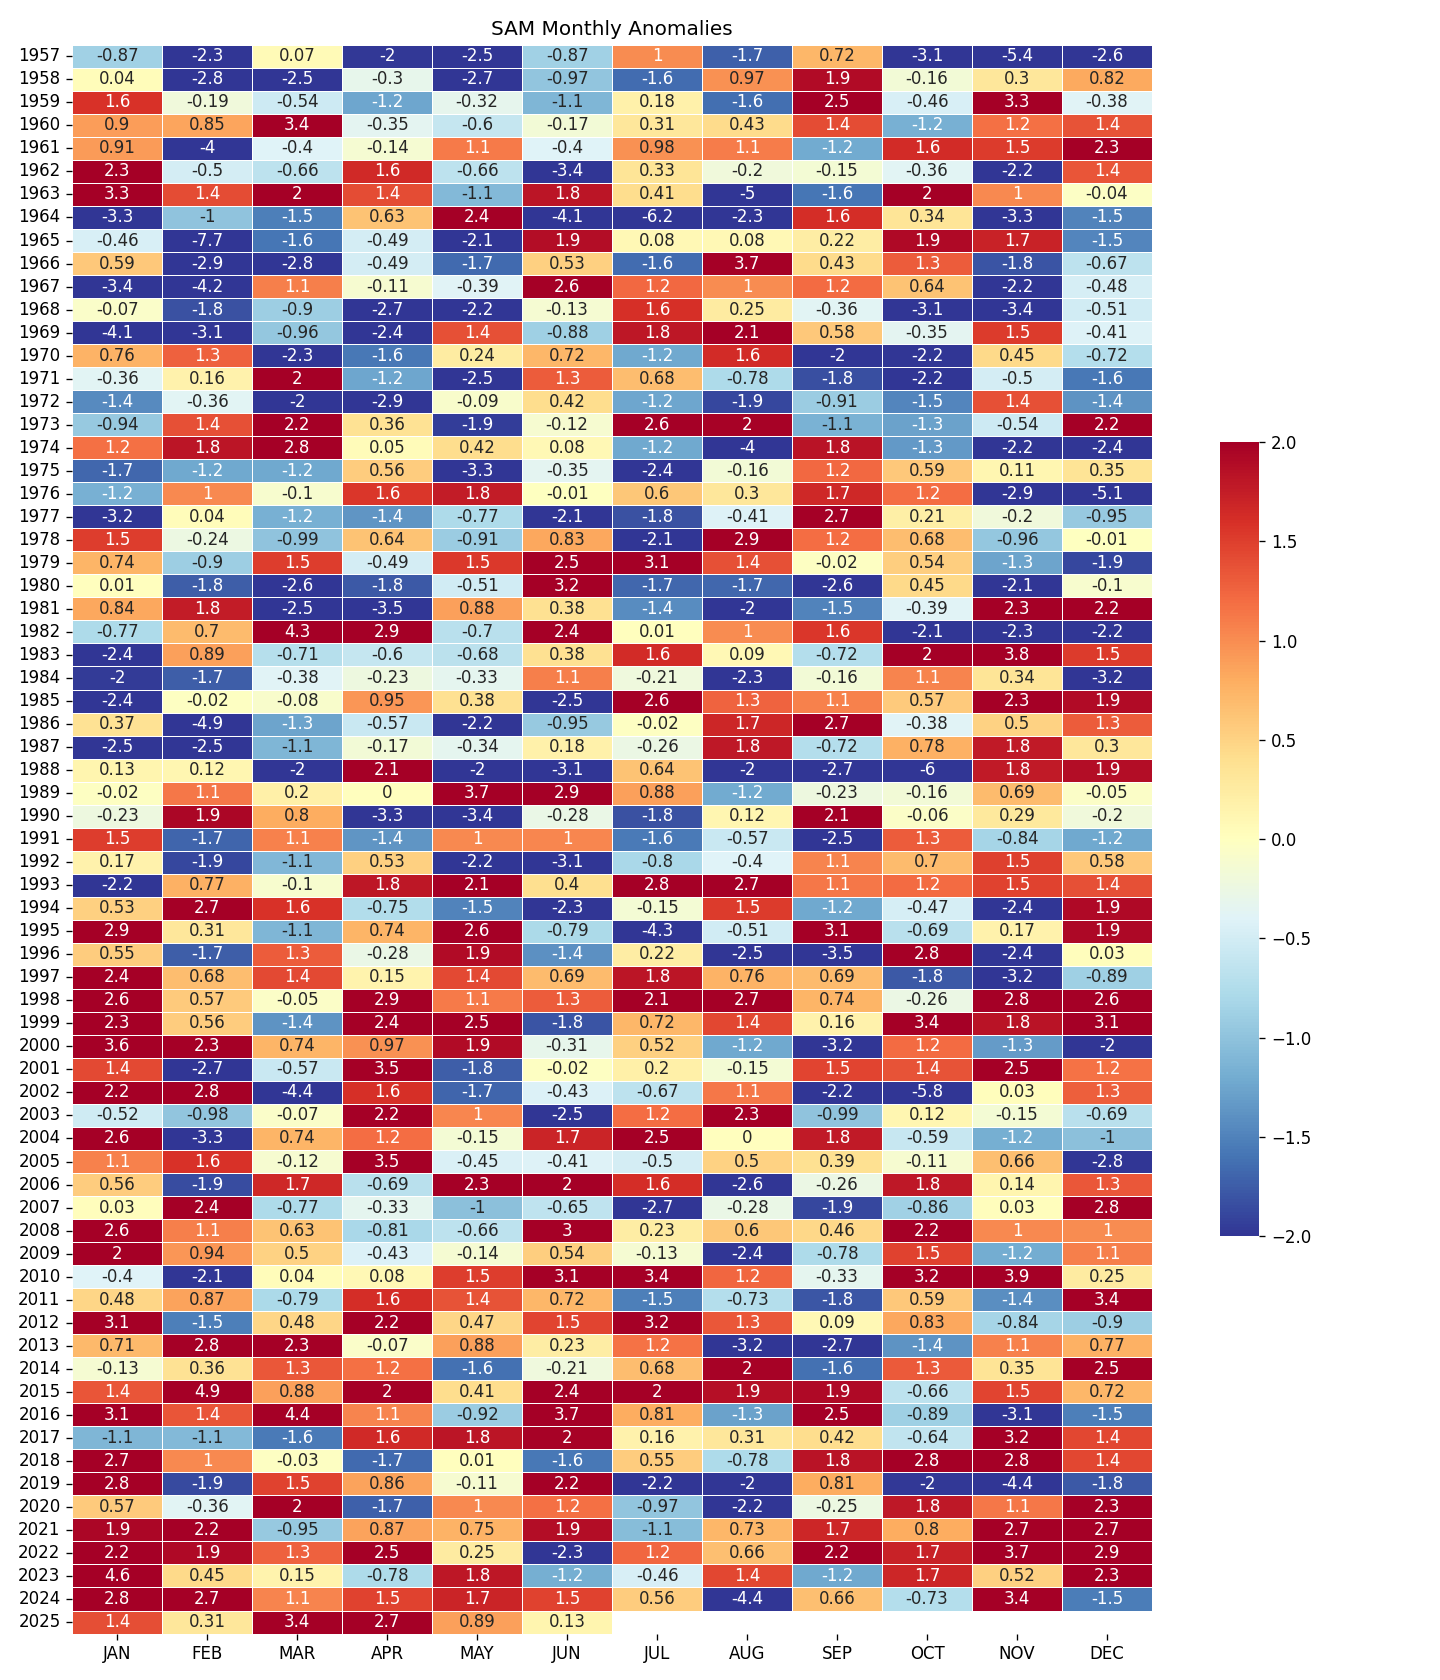 SAM Monthly Anomalies
1957 -0.87 -2.3 0.07 -2 -2.5 -0.87 1 -1.7 0.72 -3.1 -5.4 -2.6
1958 0.04 -2.8 -2.5 -0.3 -2.7 -0.97 -1.6 0.97 1.9 -0.16 0.3 0.82
1959 1.6 -0.19 -0.54 -1.2 -0.32 -1.1 0.18 -1.6 2.5 -0.46 3.3 -0.38
1960 0.9 0.85 3.4 -0.35 -0.6 -0.17 0.31 0.43 1.4 -1.2 1.2 1.4
1961 0.91 -4 -0.4 -0.14 1.1 -0.4 0.98 1.1 -1.2 1.6 1.5 2.3
1962 2.3 -0.5 -0.66 1.6 -0.66 -3.4 0.33 -0.2 -0.15 -0.36 -2.2 1.4
1963 3.3 1.4 2 1.4 -1.1 1.8 0.41 -5 -1.6 2 1 -0.04
1964 -3.3 -1 -1.5 0.63 2.4 -4.1 -6.2 -2.3 1.6 0.34 -3.3 -1.5
1965 -0.46 -7.7 -1.6 -0.49 -2.1 1.9 0.08 0.08 0.22 1.9 1.7 -1.5
1966 0.59 -2.9 -2.8 -0.49 -1.7 0.53 -1.6 3.7 0.43 1.3 -1.8 -0.67
1967 -3.4 -4.2 1.1 -0.11 -0.39 2.6 1.2 1 1.2 0.64 -2.2 -0.48
1968 -0.07 -1.8 -0.9 -2.7 -2.2 -0.13 1.6 0.25 -0.36 -3.1 -3.4 -0.51
1969 -4.1 -3.1 -0.96 -2.4 1.4 -0.88 1.8 2.1 0.58 -0.35 1.5 -0.41
1970 0.76 1.3 -2.3 -1.6 0.24 0.72 -1.2 1.6 -2 -2.2 0.45 -0.72
1971 -0.36 0.16 2 -1.2 -2.5 1.3 0.68 -0.78 -1.8 -2.2 -0.5 -1.6
1972 -1.4 -0.36 -2 -2.9 -0.09 0.42 -1.2 -1.9 -0.91 -1.5 1.4 -1.4
1973 -0.94 1.4 2.2 0.36 -1.9 -0.12 2.6 2 -1.1 -1.3 -0.54 2.2
1974 1.2 1.8 2.8 0.05 0.42 0.08 -1.2 -4 1.8 -1.3 -2.2 -2.4
1975 -1.7 -1.2 -1.2 0.56 -3.3 -0.35 -2.4 -0.16 1.2 0.59 0.11 0.35
1976 -1.2 1 -0.1 1.6 1.8 -0.01 0.6 0.3 1.7 1.2 -2.9 -5.1
1977 -3.2 0.04 -1.2 -1.4 -0.77 -2.1 -1.8 -0.41 2.7 0.21 -0.2 -0.95
1978 1.5 -0.24 -0.99 0.64 -0.91 0.83 -2.1 2.9 1.2 0.68 -0.96 -0.01
1979 0.74 -0.9 1.5 -0.49 1.5 2.5 3.1 1.4 -0.02 0.54 -1.3 -1.9
1980 0.01 -1.8 -2.6 -1.8 -0.51 3.2 -1.7 -1.7 -2.6 0.45 -2.1 -0.1
1981 0.84 1.8 -2.5 -3.5 0.88 0.38 -1.4 -2 -1.5 -0.39 2.3 2.2
1982 -0.77 0.7 4.3 2.9 -0.7 2.4 0.01 1 1.6 -2.1 -2.3 -2.2
1983 -2.4 0.89 -0.71 -0.6 -0.68 0.38 1.6 0.09 -0.72 2 3.8 1.5
1984 -2 -1.7 -0.38 -0.23 -0.33 1.1 -0.21 -2.3 -0.16 1.1 0.34 -3.2
1985 -2.4 -0.02 -0.08 0.95 0.38 -2.5 2.6 1.3 1.1 0.57 2.3 1.9
1986 0.37 -4.9 -1.3 -0.57 -2.2 -0.95 -0.02 1.7 2.7 -0.38 0.5 1.3
1987 -2.5 -2.5 -1.1 -0.17 -0.34 0.18 -0.26 1.8 -0.72 0.78 1.8 0.3
1988 0.13 0.12 -2 2.1 -2 -3.1 0.64 -2 -2.7 -6 1.8 1.9
1989 -0.02 1.1 0.2 0 3.7 2.9 0.88 -1.2 -0.23 -0.16 0.69 -0.05
1990 -0.23 1.9 0.8 -3.3 -3.4 -0.28 -1.8 0.12 2.1 -0.06 0.29 -0.2
1991 1.5 -1.7 1.1 -1.4 1 1 -1.6 -0.57 -2.5 1.3 -0.84 -1.2
1992 0.17 -1.9 -1.1 0.53 -2.2 -3.1 -0.8 -0.4 1.1 0.7 1.5 0.58
1993 -2.2 0.77 -0.1 1.8 2.1 0.4 2.8 2.7 1.1 1.2 1.5 1.4
1994 0.53 2.7 1.6 -0.75 -1.5 -2.3 -0.15 1.5 -1.2 -0.47 -2.4 1.9
1995 2.9 0.31 -1.1 0.74 2.6 -0.79 -4.3 -0.51 3.1 -0.69 0.17 1.9
1996 0.55 -1.7 1.3 -0.28 1.9 -1.4 0.22 -2.5 -3.5 2.8 -2.4 0.03
1997 2.4 0.68 1.4 0.15 1.4 0.69 1.8 0.76 0.69 -1.8 -3.2 -0.89
1998 2.6 0.57 -0.05 2.9 1.1 1.3 2.1 2.7 0.74 -0.26 2.8 2.6
1999 2.3 0.56 -1.4 2.4 2.5 -1.8 0.72 1.4 0.16 3.4 1.8 3.1
2000 3.6 2.3 0.74 0.97 1.9 -0.31 0.52 -1.2 -3.2 1.2 -1.3 -2
2001 1.4 -2.7 -0.57 3.5 -1.8 -0.02 0.2 -0.15 1.5 1.4 2.5 1.2
2002 2.2 2.8 -4.4 1.6 -1.7 -0.43 -0.67 1.1 -2.2 -5.8 0.03 1.3
2003 -0.52 -0.98 -0.07 2.2 1 -2.5 1.2 2.3 -0.99 0.12 -0.15 -0.69
2004 2.6 -3.3 0.74 1.2 -0.15 1.7 2.5 0 1.8 -0.59 -1.2 -1
2005 1.1 1.6 -0.12 3.5 -0.45 -0.41 -0.5 0.5 0.39 -0.11 0.66 -2.8
2006 0.56 -1.9 1.7 -0.69 2.3 2 1.6 -2.6 -0.26 1.8 0.14 1.3
2007 0.03 2.4 -0.77 -0.33 -1 -0.65 -2.7 -0.28 -1.9 -0.86 0.03 2.8
2008 2.6 1.1 0.63 -0.81 -0.66 3 0.23 0.6 0.46 2.2 1 1
2009 2 0.94 0.5 -0.43 -0.14 0.54 -0.13 -2.4 -0.78 1.5 -1.2 1.1
2010 -0.4 -2.1 0.04 0.08 1.5 3.1 3.4 1.2 -0.33 3.2 3.9 0.25
2011 0.48 0.87 -0.79 1.6 1.4 0.72 -1.5 -0.73 -1.8 0.59 -1.4 3.4
2012 3.1 -1.5 0.48 2.2 0.47 1.5 3.2 1.3 0.09 0.83 -0.84 -0.9
2013 0.71 2.8 2.3 -0.07 0.88 0.23 1.2 -3.2 -2.7 -1.4 1.1 0.77
2014 -0.13 0.36 1.3 1.2 -1.6 -0.21 0.68 2 -1.6 1.3 0.35 2.5
2015 1.4 4.9 0.88 2 0.41 2.4 2 1.9 1.9 -0.66 1.5 0.72
2016 3.1 1.4 4.4 1.1 -0.92 3.7 0.81 -1.3 2.5 -0.89 -3.1 -1.5
2017 -1.1 -1.1 -1.6 1.6 1.8 2 0.16 0.31 0.42 -0.64 3.2 1.4
2018 2.7 1 -0.03 -1.7 0.01 -1.6 0.55 -0.78 1.8 2.8 2.8 1.4
2019 2.8 -1.9 1.5 0.86 -0.11 2.2 -2.2 -2 0.81 -2 -4.4 -1.8
2020 0.57 -0.36 2 -1.7 1 1.2 -0.97 -2.2 -0.25 1.8 1.1 2.3
2021 1.9 2.2 -0.95 0.87 0.75 1.9 -1.1 0.73 1.7 0.8 2.7 2.7
2022 2.2 1.9 1.3 2.5 0.25 -2.3 1.2 0.66 2.2 1.7 3.7 2.9
2023 4.6 0.45 0.15 -0.78 1.8 -1.2 -0.46 1.4 -1.2 1.7 0.52 2.3
2024 2.8 2.7 1.1 1.5 1.7 1.5 0.56 -4.4 0.66 -0.73 3.4 -1.5
2025 1.4 0.31 3.4 2.7 0.89 0.13
JAN FEB MAR APR MAY JUN JUL AUG SEP OCT NOV DEC
2.0
1.5
1.0
0.5
0.0
−0.5
−1.0
−1.5
−2.0